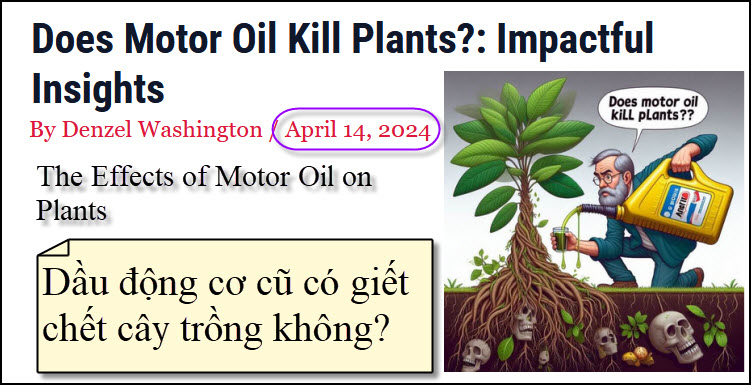 Does Motor Oil Kill Plants?: Impactful
Insights
By Denzel Washington / April 14, 2024
The Effects of Motor Oil on
Plants
Dầu động cơ cũ có giết
chết cây trồng không?
Does motor oil
kill plants??